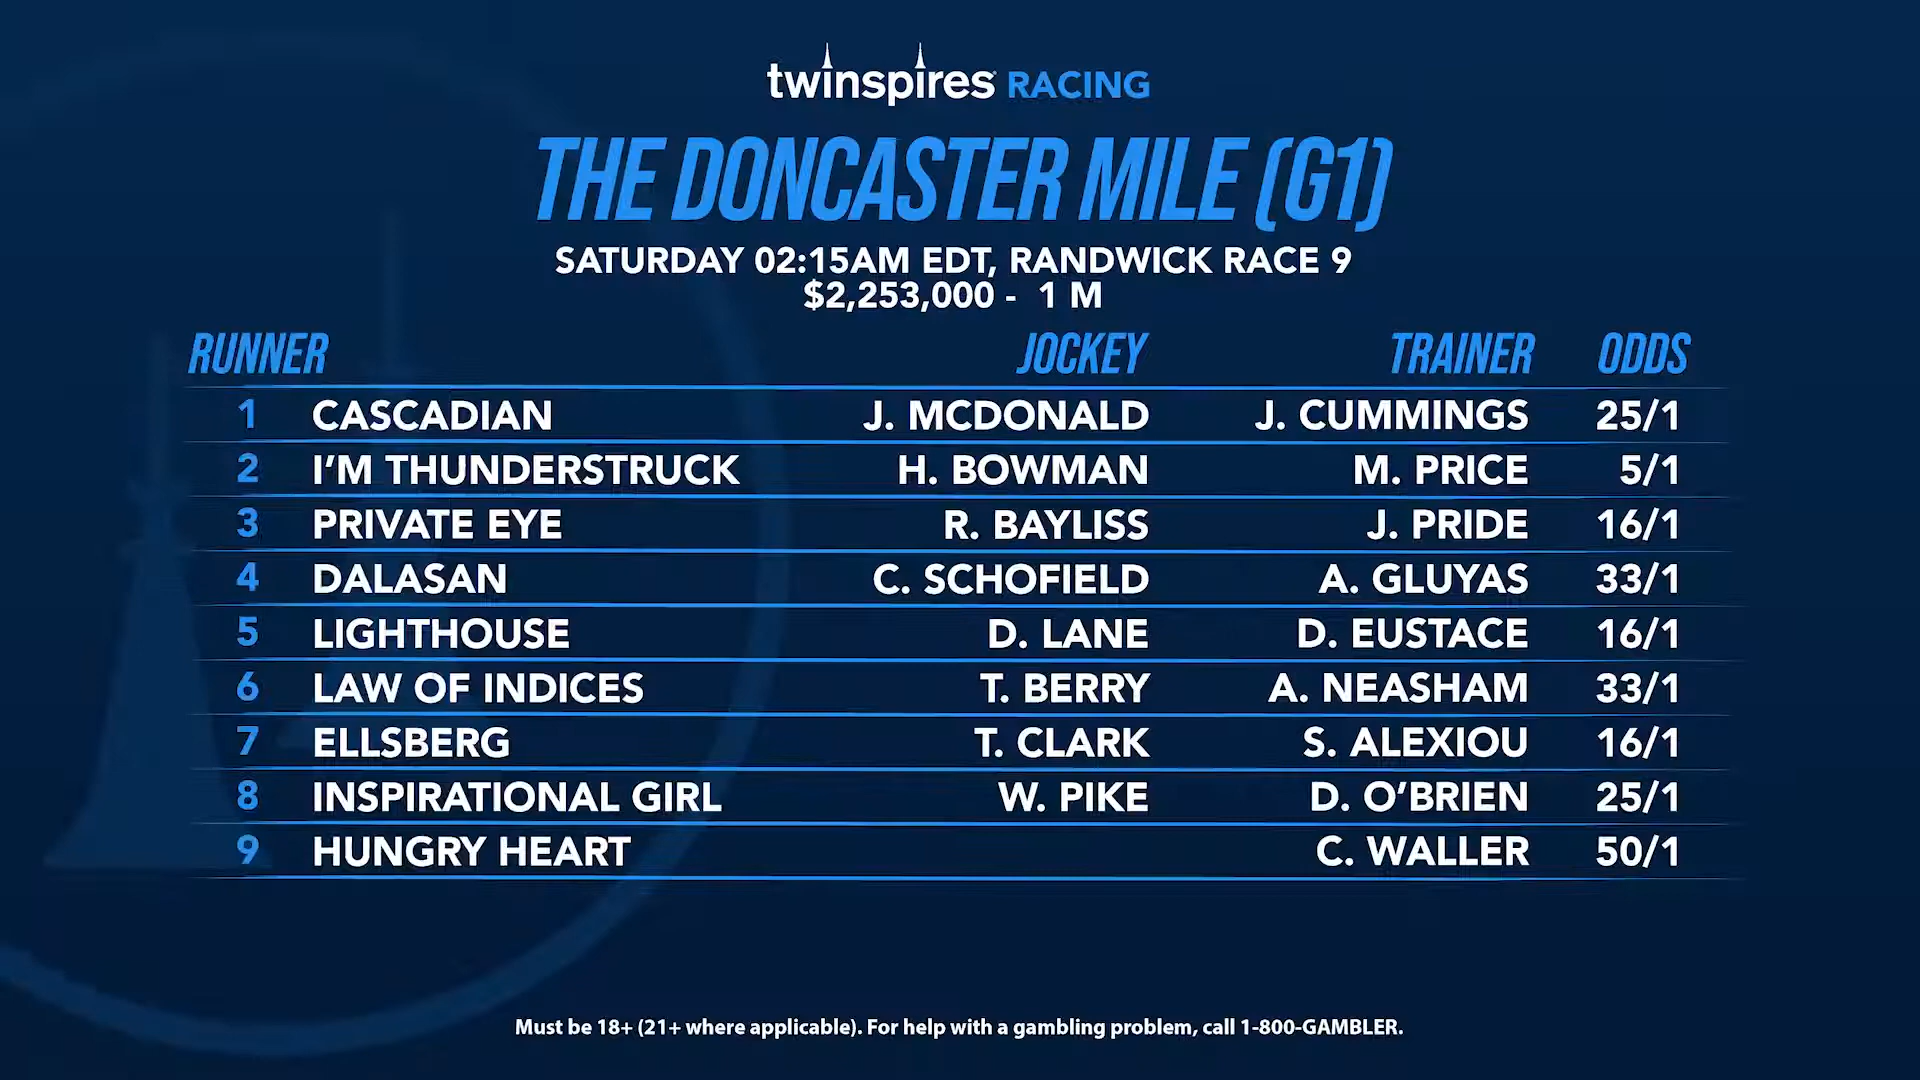 twinspires RACING
THE DONCASTER MILE (G1)
SATURDAY 02:15AM EDT, RANDWICK RACE 9
$2,253,000 - 1 M
RUNNER JOCKEY TRAINER ODDS
1 CASCADIAN J. MCDONALD J. CUMMINGS 25/1
2 I’M THUNDERSTRUCK H. BOWMAN M. PRICE 5/1
3 PRIVATE EYE R. BAYLISS J. PRIDE 16/1
4 DALASAN C. SCHOFIELD A. GLUYAS 33/1
5 LIGHTHOUSE D. LANE D. EUSTACE 16/1
6 LAW OF INDICES T. BERRY A. NEASHAM 33/1
7 ELLSBERG T. CLARK S. ALEXIOU 16/1
8 INSPIRATIONAL GIRL W. PIKE D. O’BRIEN 25/1
9 HUNGRY HEART C. WALLER 50/1
Must be 18+ (21+ where applicable). For help with a gambling problem, call 1-800-GAMBLER.